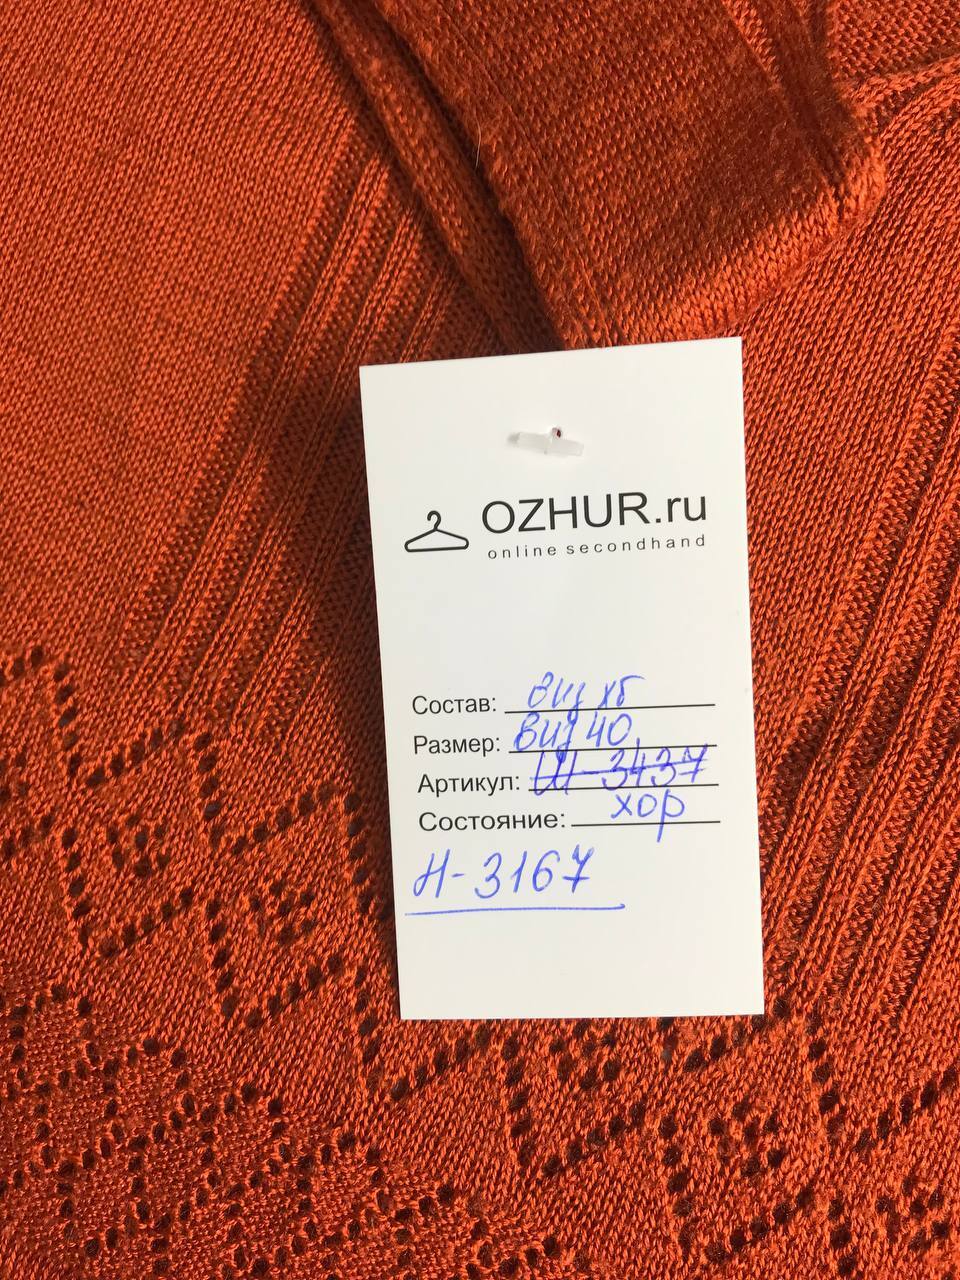 OZHUR.ru
online secondhand
Состав: виз хб
Размер: виз 40
Артикул: Ш-3437
Состояние: хор
Н-3167